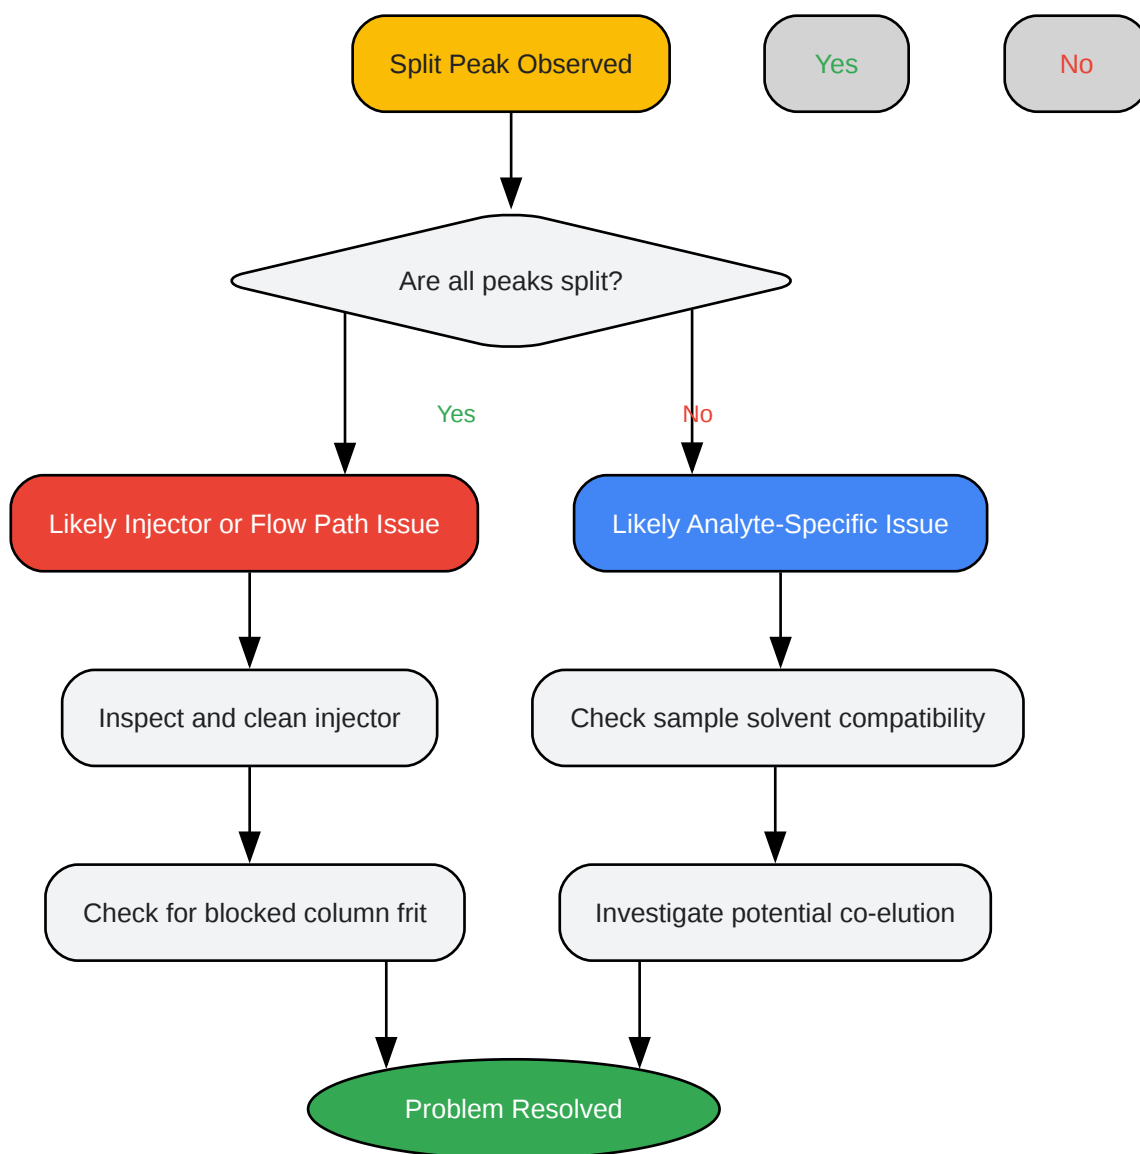 Split Peak Observed
Yes
No
Are all peaks split?
Yes
No
Likely Injector or Flow Path Issue
Likely Analyte-Specific Issue
Inspect and clean injector
Check sample solvent compatibility
Check for blocked column frit
Investigate potential co-elution
Problem Resolved